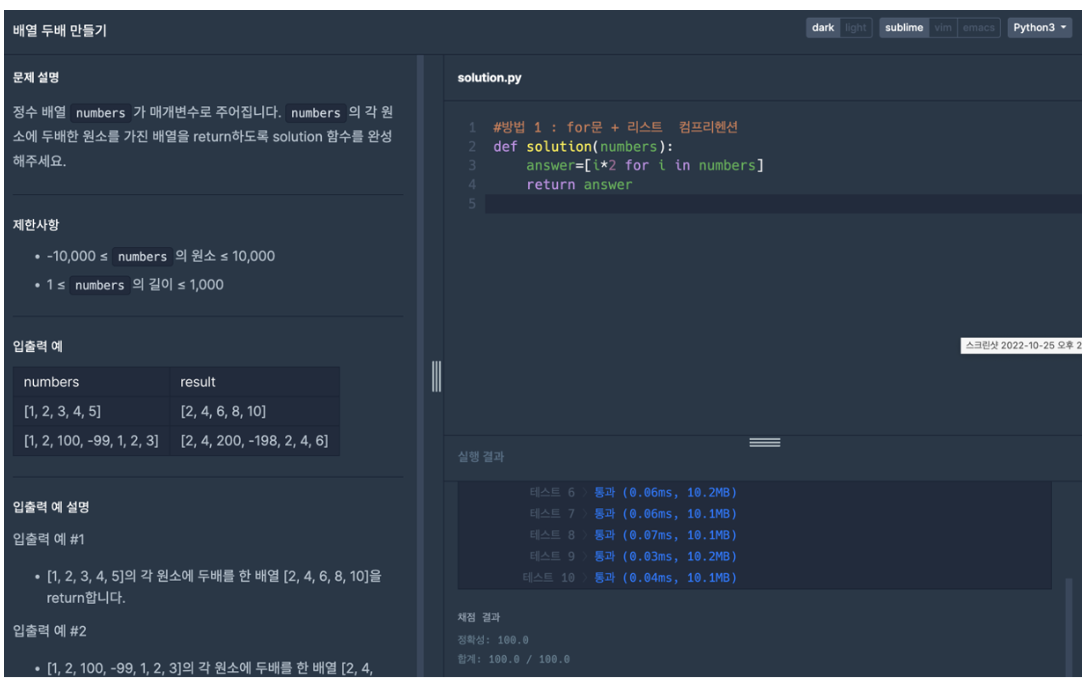 배열 두배 만들기
dark light sublime vim emacs Python3
문제 설명
정수 배열 numbers 가 매개변수로 주어집니다. numbers 의 각 원
소에 두배한 원소를 가진 배열을 return하도록 solution 함수를 완성
해주세요.
제한사항
• -10,000 ≤ numbers 의 원소 ≤ 10,000
• 1 ≤ numbers 의 길이 ≤ 1,000
입출력 예
numbers result
[1, 2, 3, 4, 5] [2, 4, 6, 8, 10]
[1, 2, 100, -99, 1, 2, 3] [2, 4, 200, -198, 2, 4, 6]
입출력 예 설명
입출력 예 #1
• [1, 2, 3, 4, 5]의 각 원소에 두배를 한 배열 [2, 4, 6, 8, 10]을
return합니다.
입출력 예 #2
• [1, 2, 100, -99, 1, 2, 3]의 각 원소에 두배를 한 배열 [2, 4,
solution.py
1 #방법 1 : for문 + 리스트 컴프리헨션
2 def solution(numbers):
3 answer=[i*2 for i in numbers]
4 return answer
5
스크린샷 2022-10-25 오후 2
실행 결과
테스트 6 > 통과 (0.06ms, 10.2MB)
테스트 7 > 통과 (0.06ms, 10.1MB)
테스트 8 > 통과 (0.07ms, 10.1MB)
테스트 9 > 통과 (0.03ms, 10.2MB)
테스트 10 > 통과 (0.04ms, 10.1MB)
채점 결과
정확성: 100.0
합계: 100.0 / 100.0